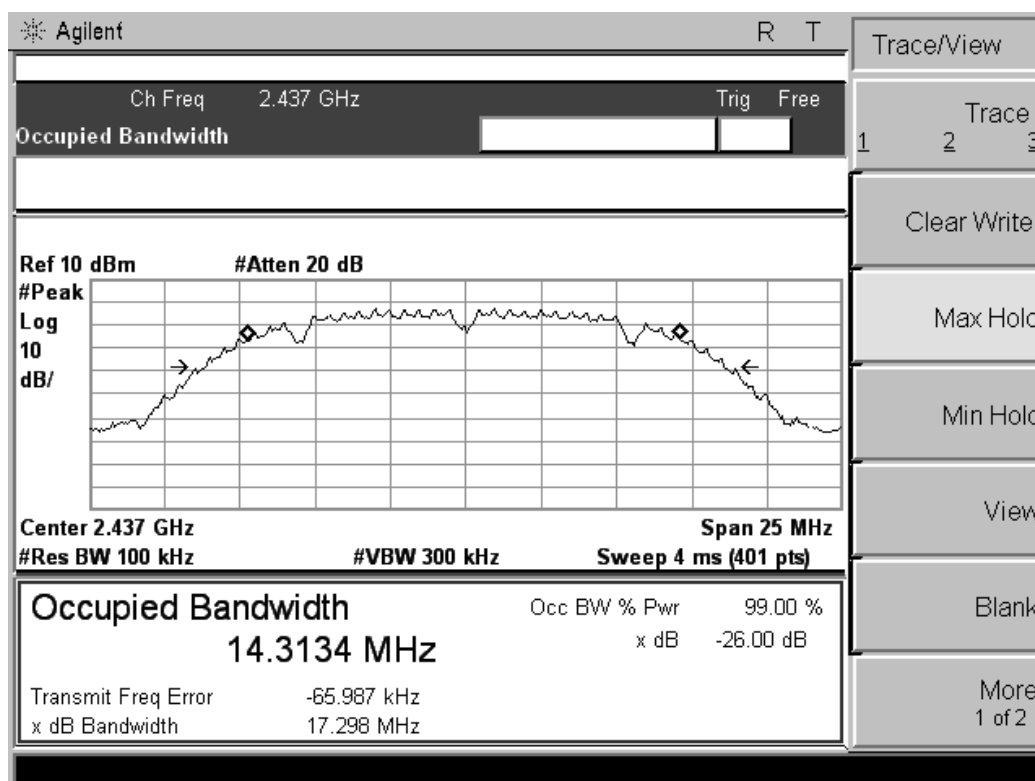 Agilent R T
Trace/View
Ch Freq 2.437 GHz Trig Free
Occupied Bandwidth
Trace
1 2 3
Clear Write
Ref 10 dBm #Atten 20 dB
#Peak
Log
10
dB/
Max Hold
Min Hold
View
Center 2.437 GHz Span 25 MHz
#Res BW 100 kHz #VBW 300 kHz Sweep 4 ms (401 pts)
Occupied Bandwidth
14.3134 MHz
Occ BW % Pwr 99.00 %
x dB -26.00 dB
Transmit Freq Error -65.987 kHz
x dB Bandwidth 17.298 MHz
Blank
More
1 of 2